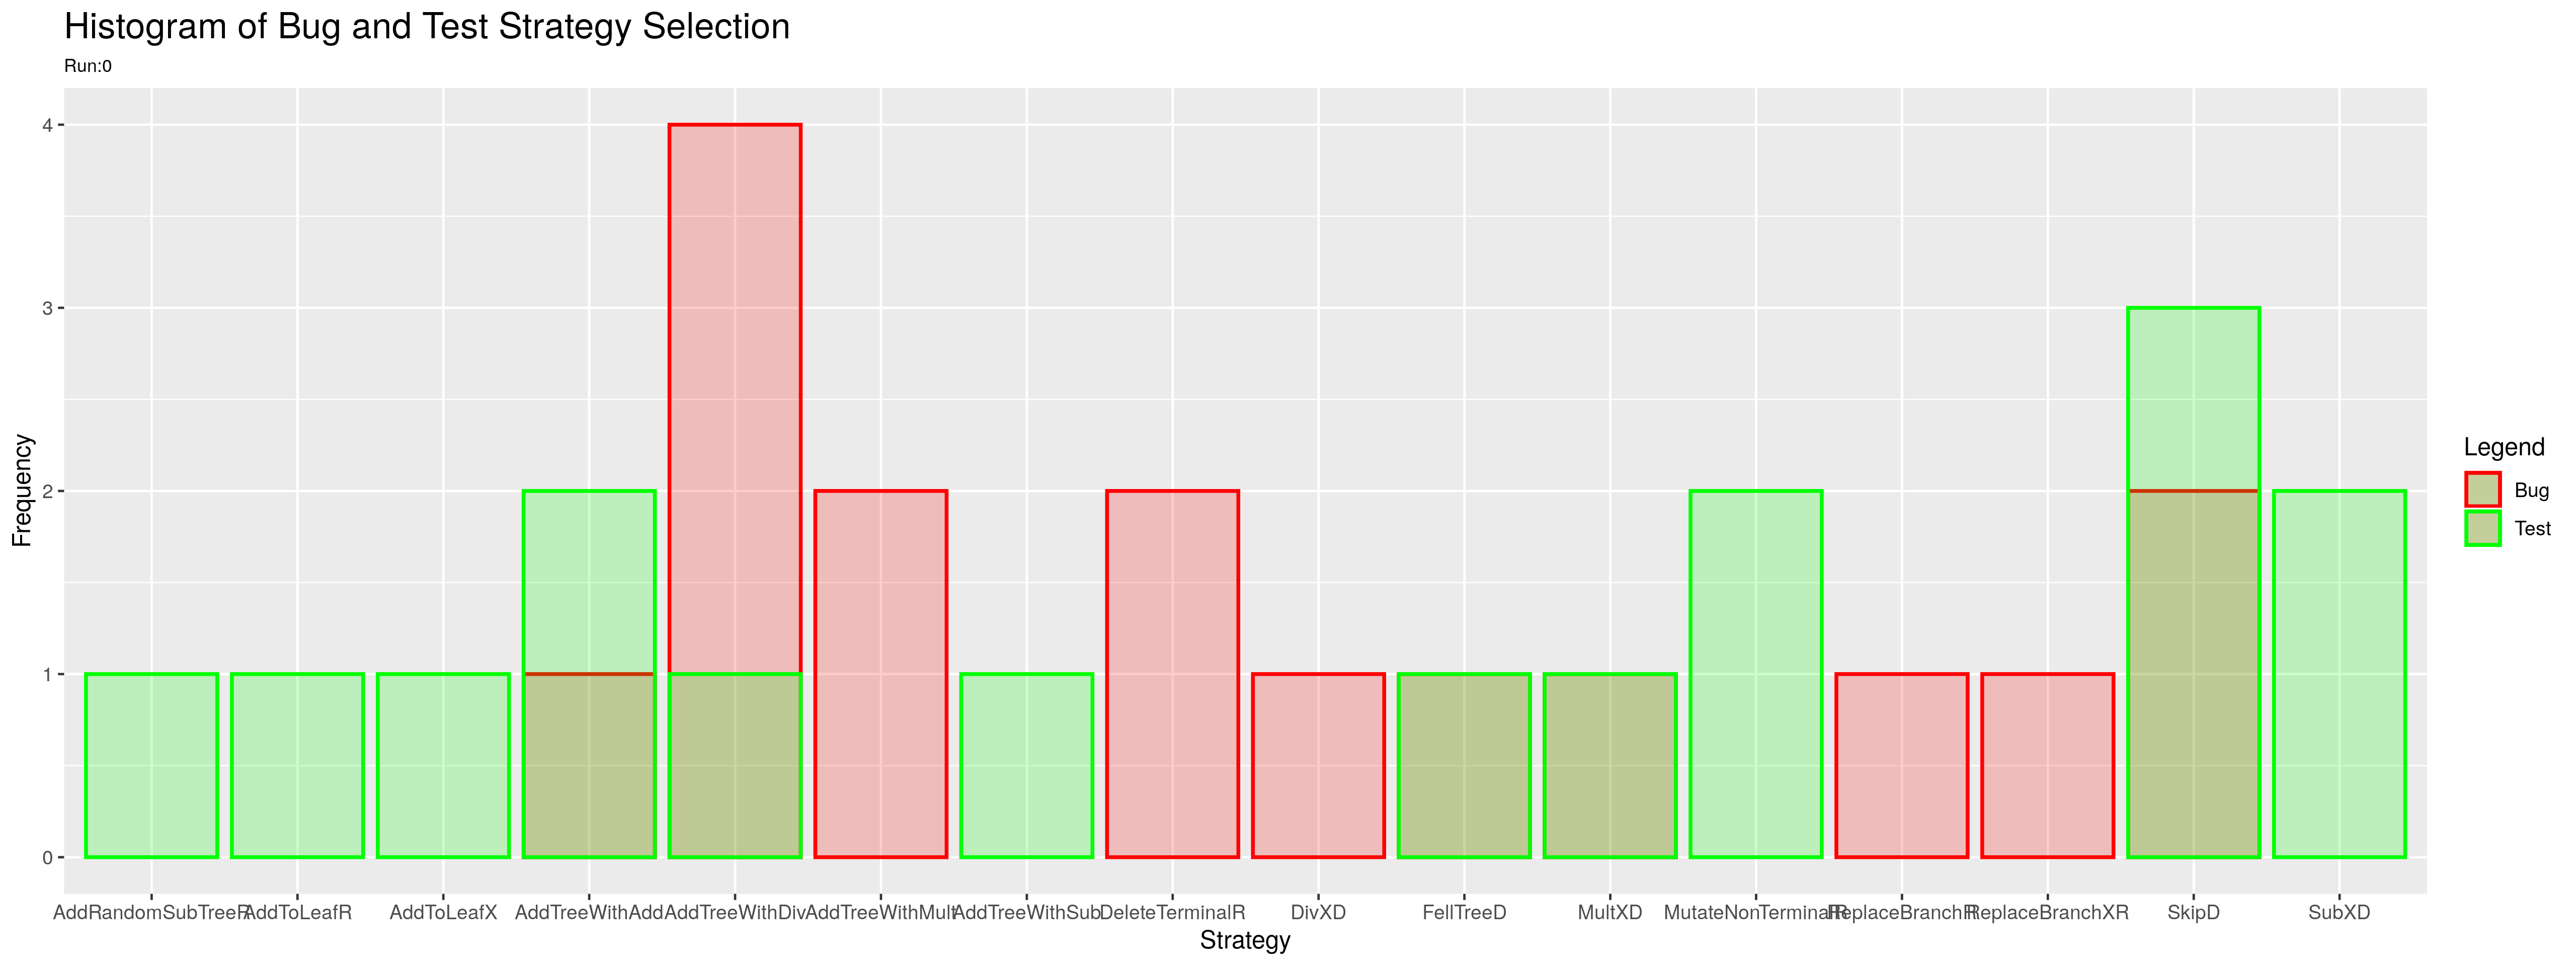 Histogram of Bug and Test Strategy Selection
Run:0
Frequency
4
3
2
1
0
AddRandomSubTreeR AddToLeafR AddToLeafX AddTreeWithAdd AddTreeWithDiv AddTreeWithMult AddTreeWithSub DeleteTerminalR DivXD FellTreeD MultXD MutateNonTerminalR ReplaceBranchR ReplaceBranchXR SkipD SubXD
Strategy
Legend
Bug
Test